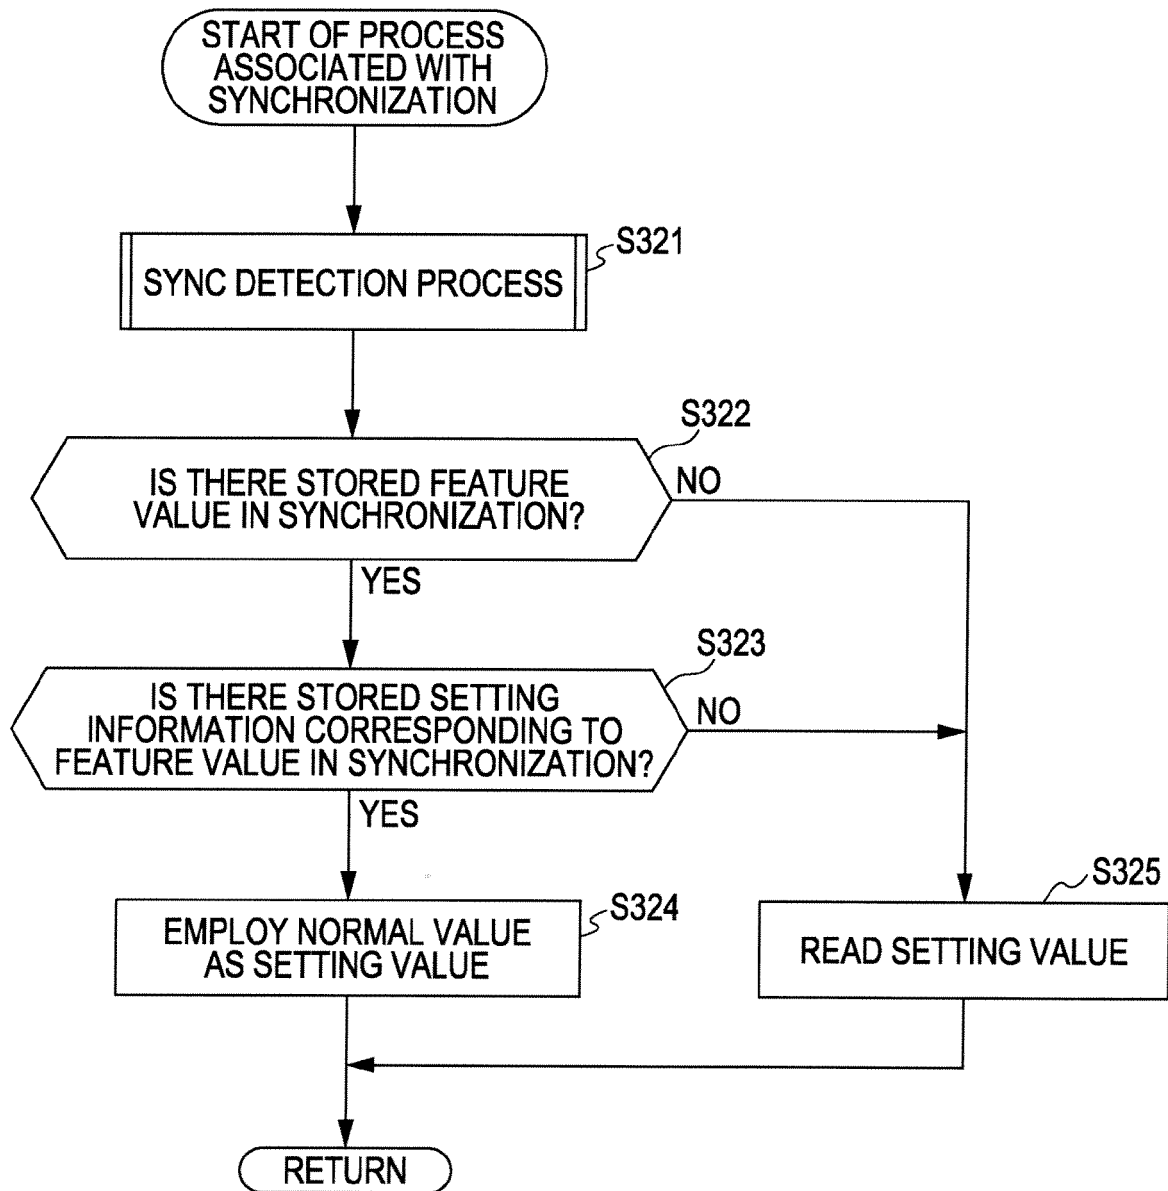 START OF PROCESS
ASSOCIATED WITH
SYNCHRONIZATION
S321
SYNC DETECTION PROCESS
S322
IS THERE STORED FEATURE
VALUE IN SYNCHRONIZATION?
NO
YES
S323
IS THERE STORED SETTING
INFORMATION CORRESPONDING TO
FEATURE VALUE IN SYNCHRONIZATION?
NO
YES
S324
EMPLOY NORMAL VALUE
AS SETTING VALUE
S325
READ SETTING VALUE
RETURN